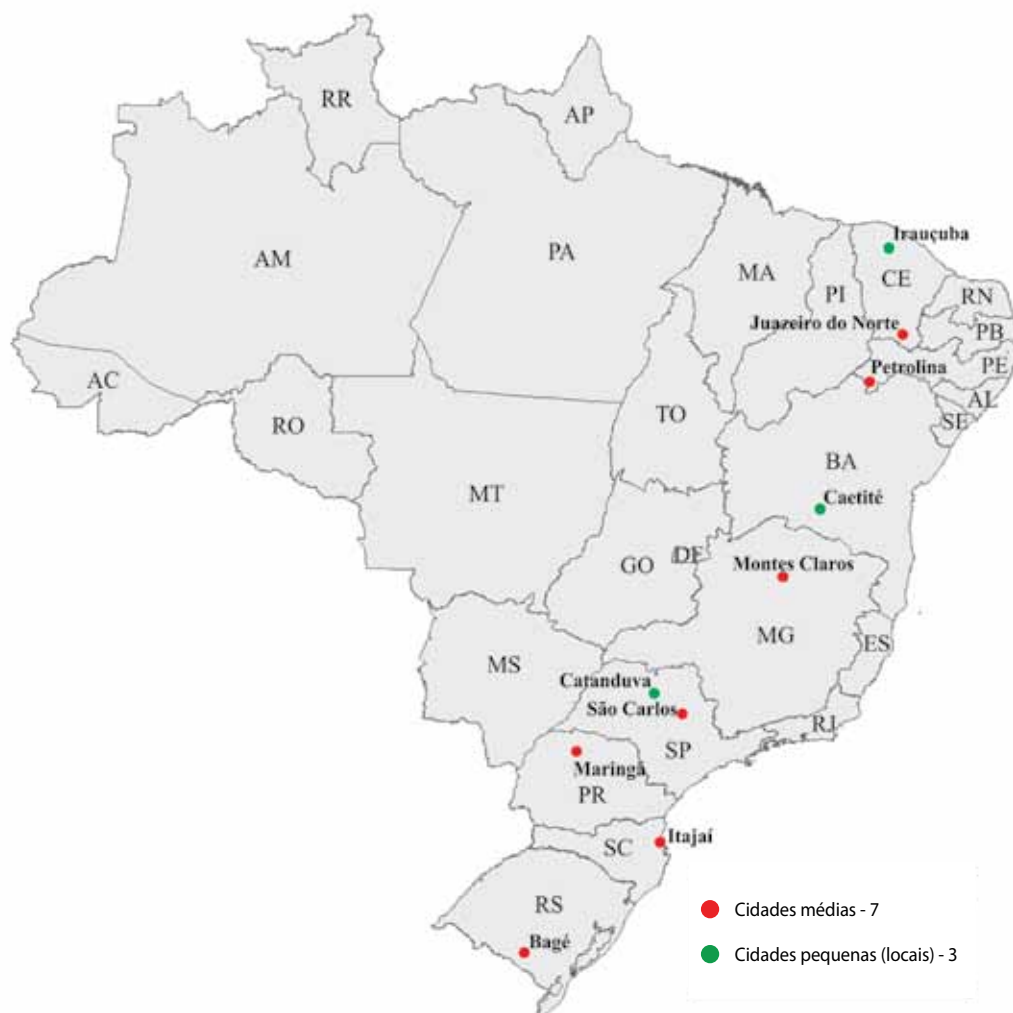 RR
AP
AM
PA
MA
Irauçuba
CE
PI
RN
Juazeiro do Norte
PB
Petrolina
PE
AC
AL
TO
SE
RO
BA
MT
Caetité
DF
GO
Montes Claros
MG
ES
MS
Catanduva
São Carlos
RJ
SP
Maringá
PR
Itajaí
SC
RS
Bagé
Cidades médias - 7
Cidades pequenas (locais) - 3